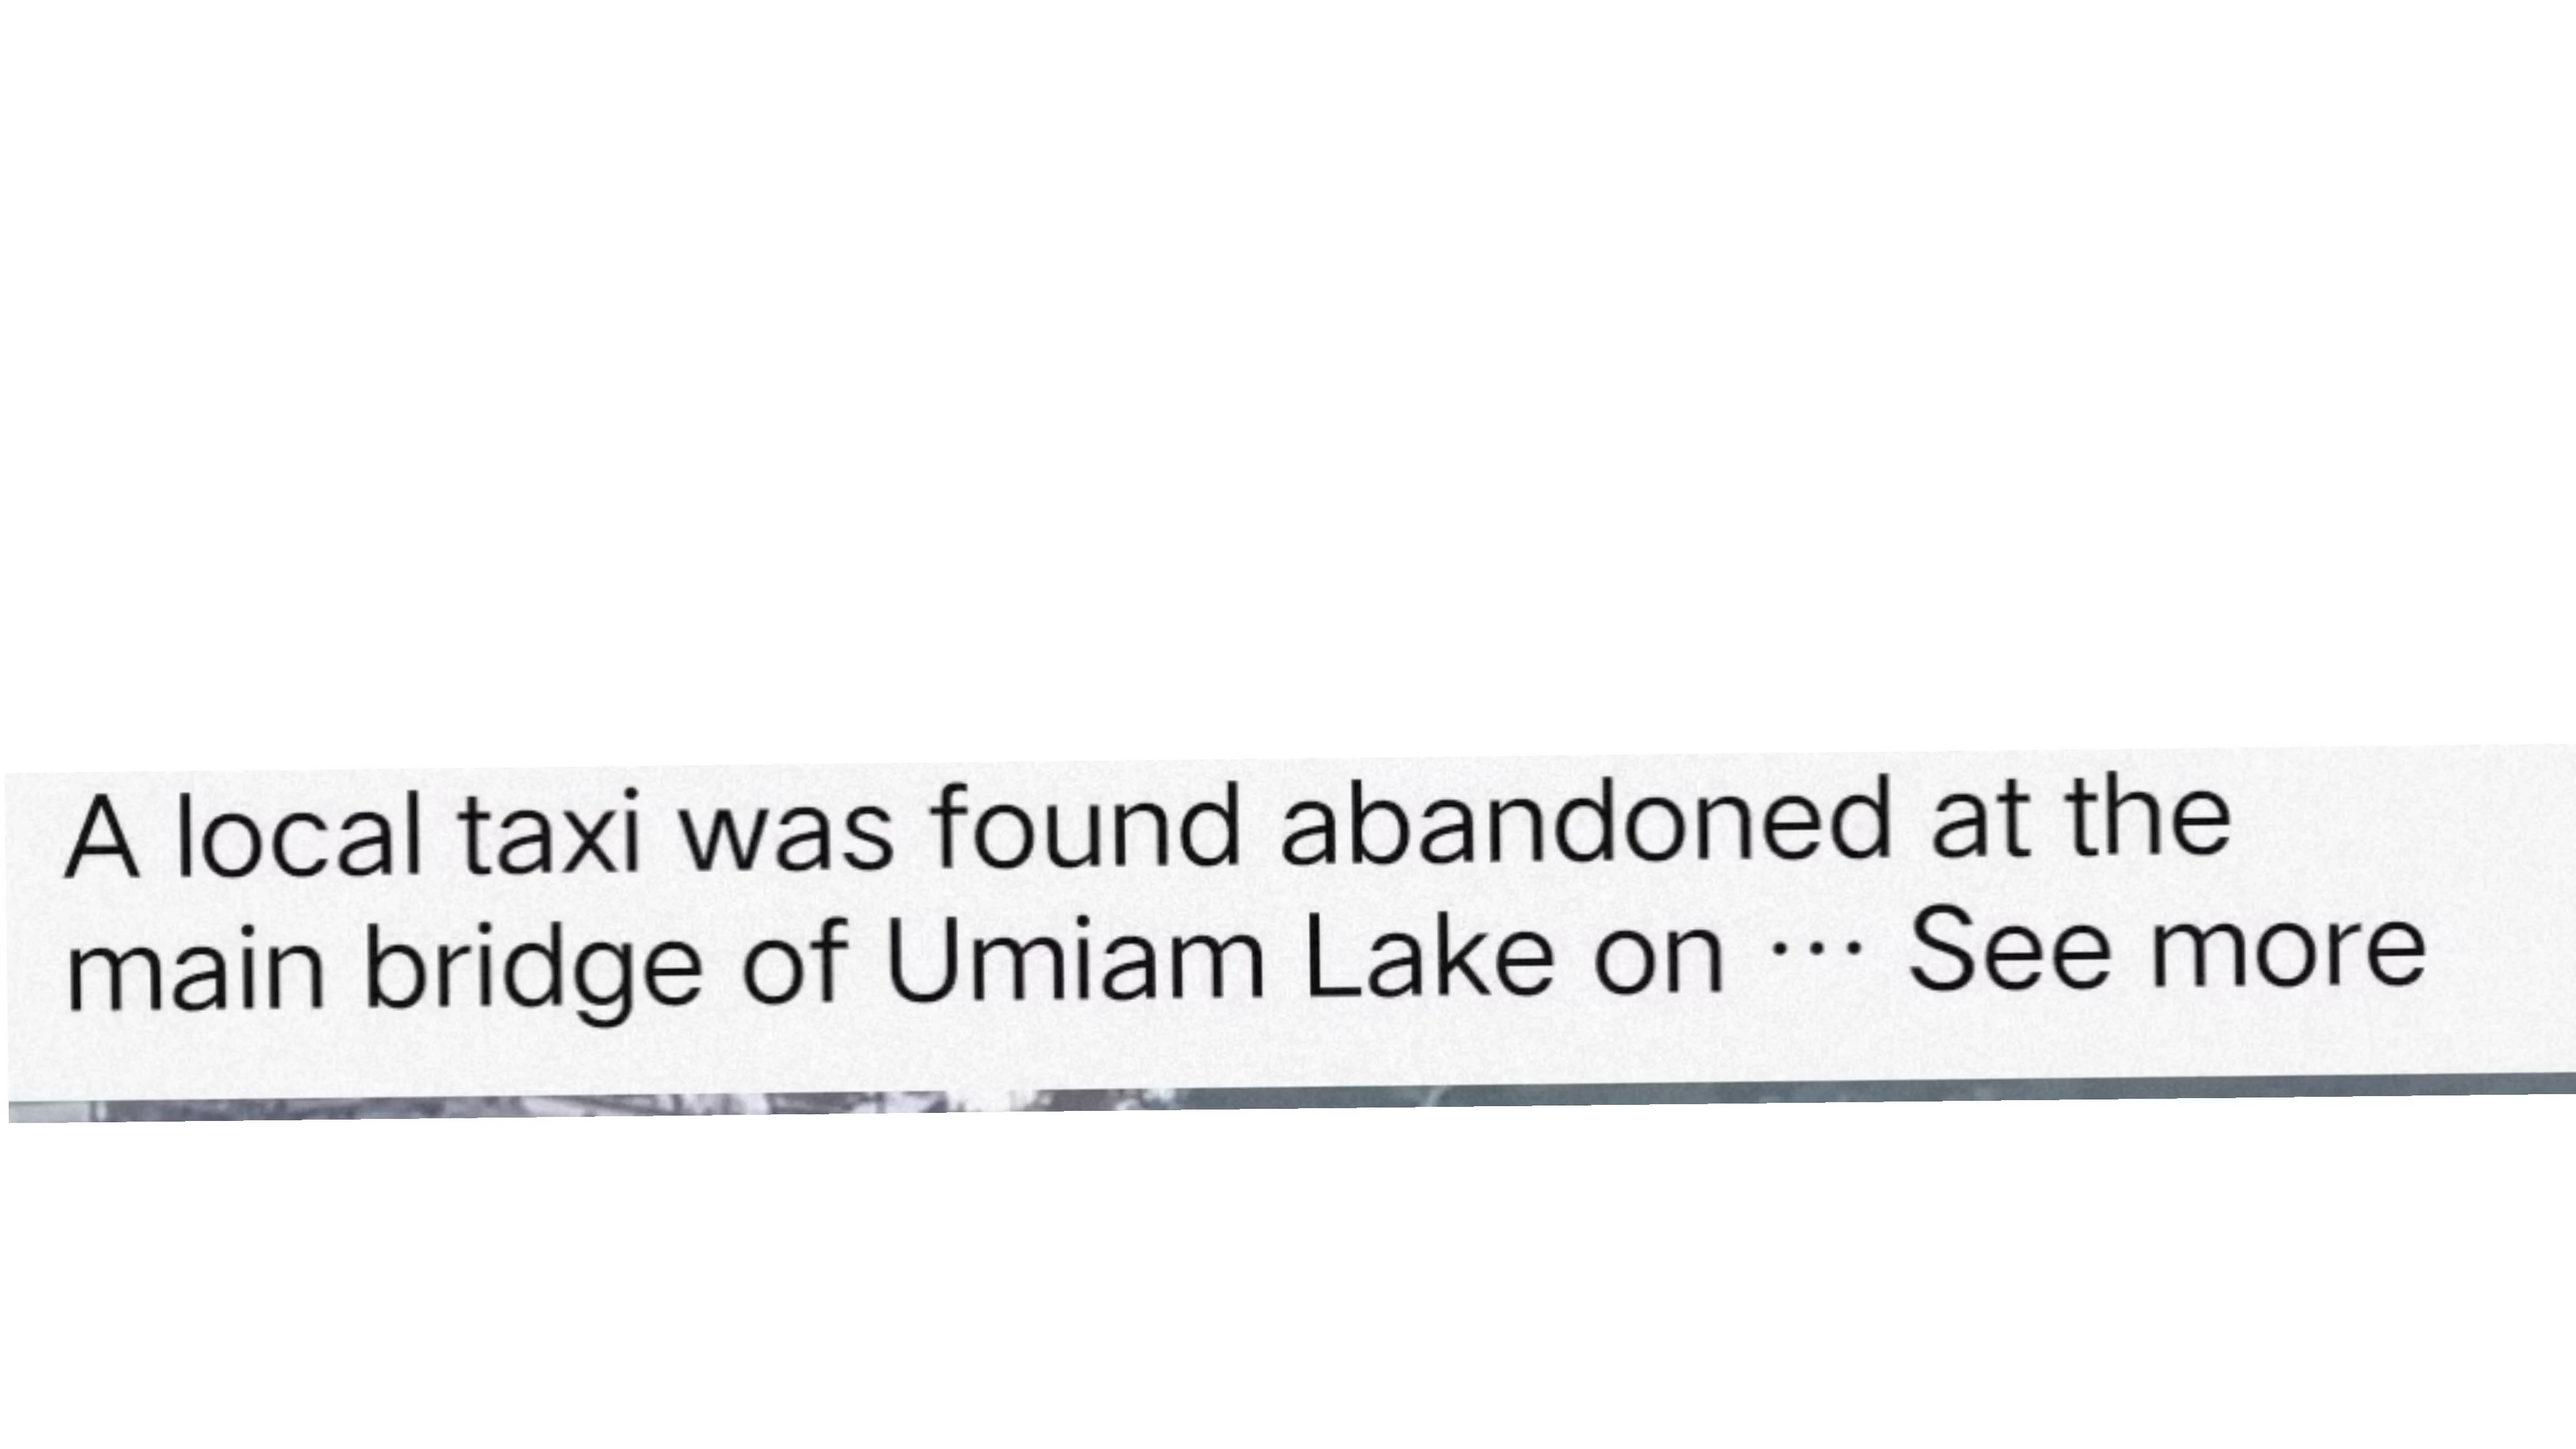 A local taxi was found abandoned at the
main bridge of Umiam Lake on ... See more